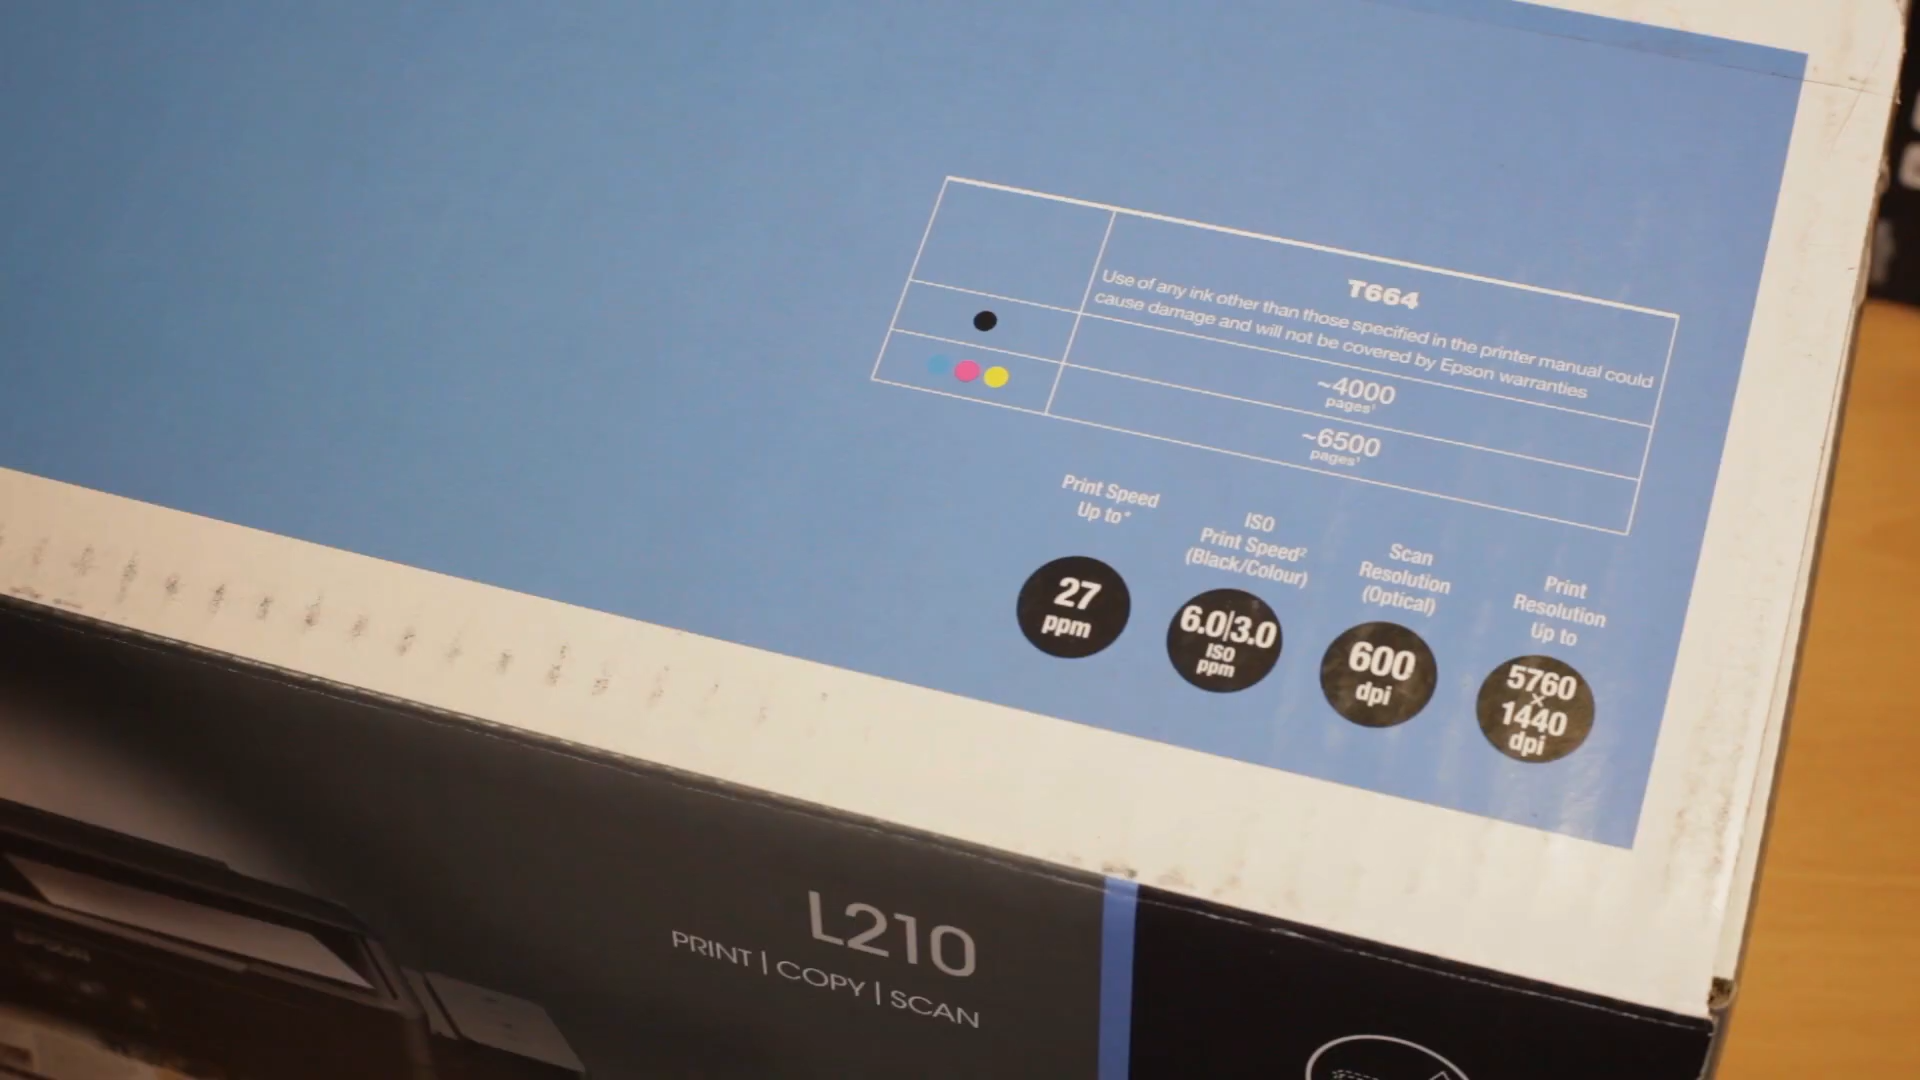 T664
Use of any ink other than those specified in the printer manual could
cause damage and will not be covered by Epson warranties
~4000
pages¹
~6500
pages¹
Print Speed
Up to*
27
ppm
ISO
Print Speed²
(Black/Colour)
6.0|3.0
ISO
ppm
Scan
Resolution
(Optical)
600
dpi
Print
Resolution
Up to
5760
x
1440
dpi
L210
PRINT | COPY | SCAN